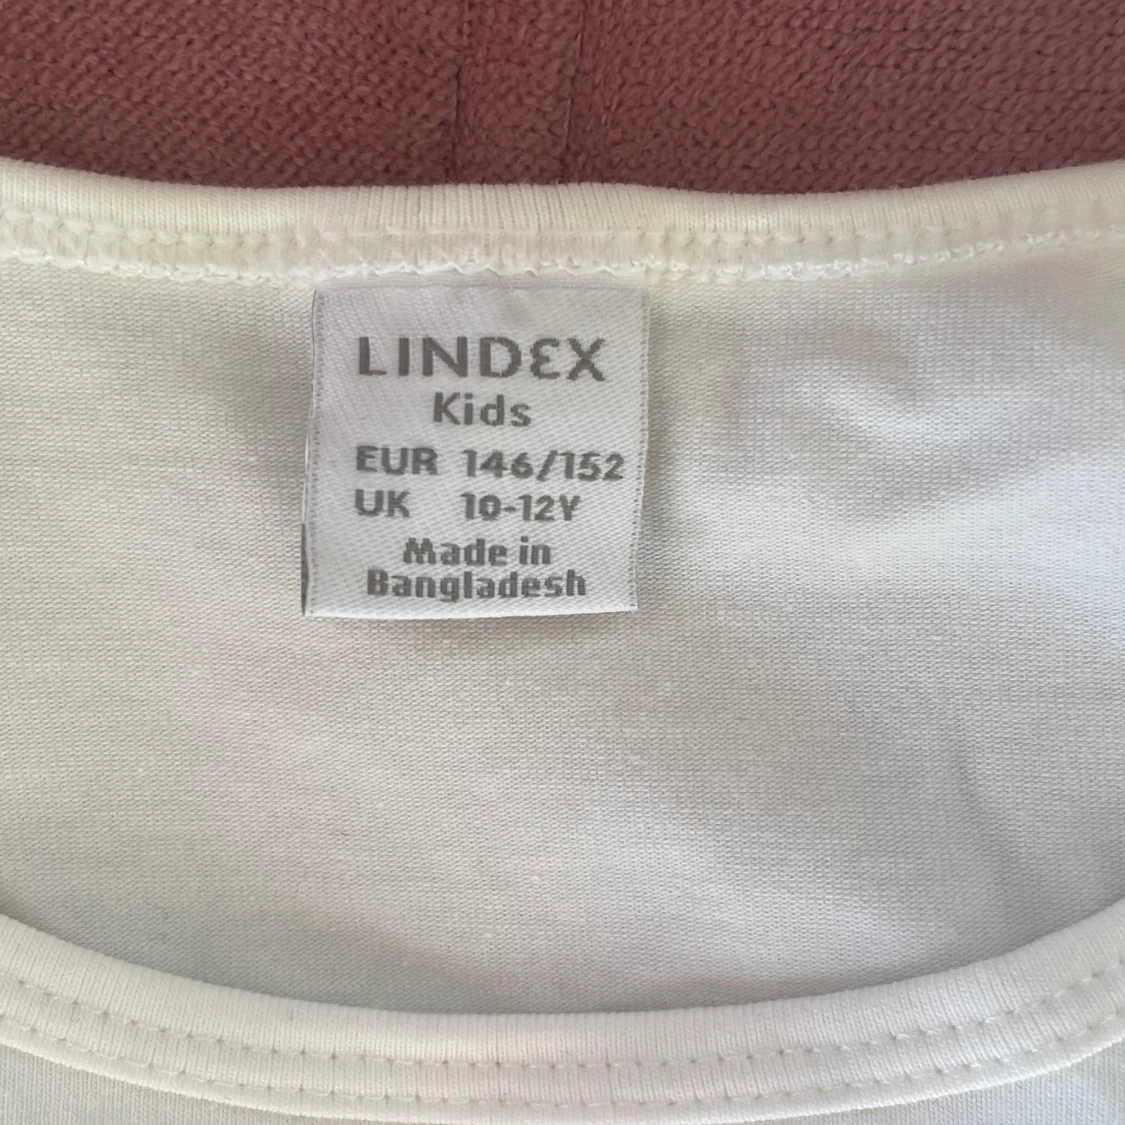 LINDEX
Kids
EUR 146/152
UK 10-12Y
Made in
Bangladesh